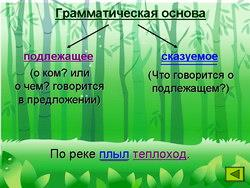 Грамматическая основа
подлежащее
(о ком? или
о чем? говорится
в предложении)
сказуемое
(Что говорится о
подлежащем?)
По реке плыл теплоход.